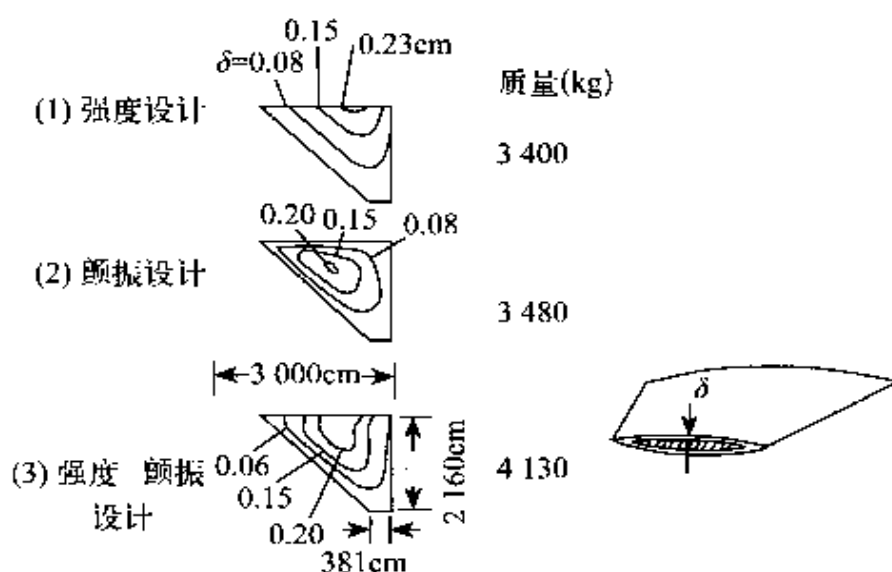 0.15
0.23cm
δ=0.08
质量(kg)
(1) 强度设计
3 400
0.20 0.15 0.08
(2) 颤振设计
3 480
3 000cm
δ
0.06
2 160cm
4 130
(3) 强度 颤振
设计
0.15
0.20
381cm